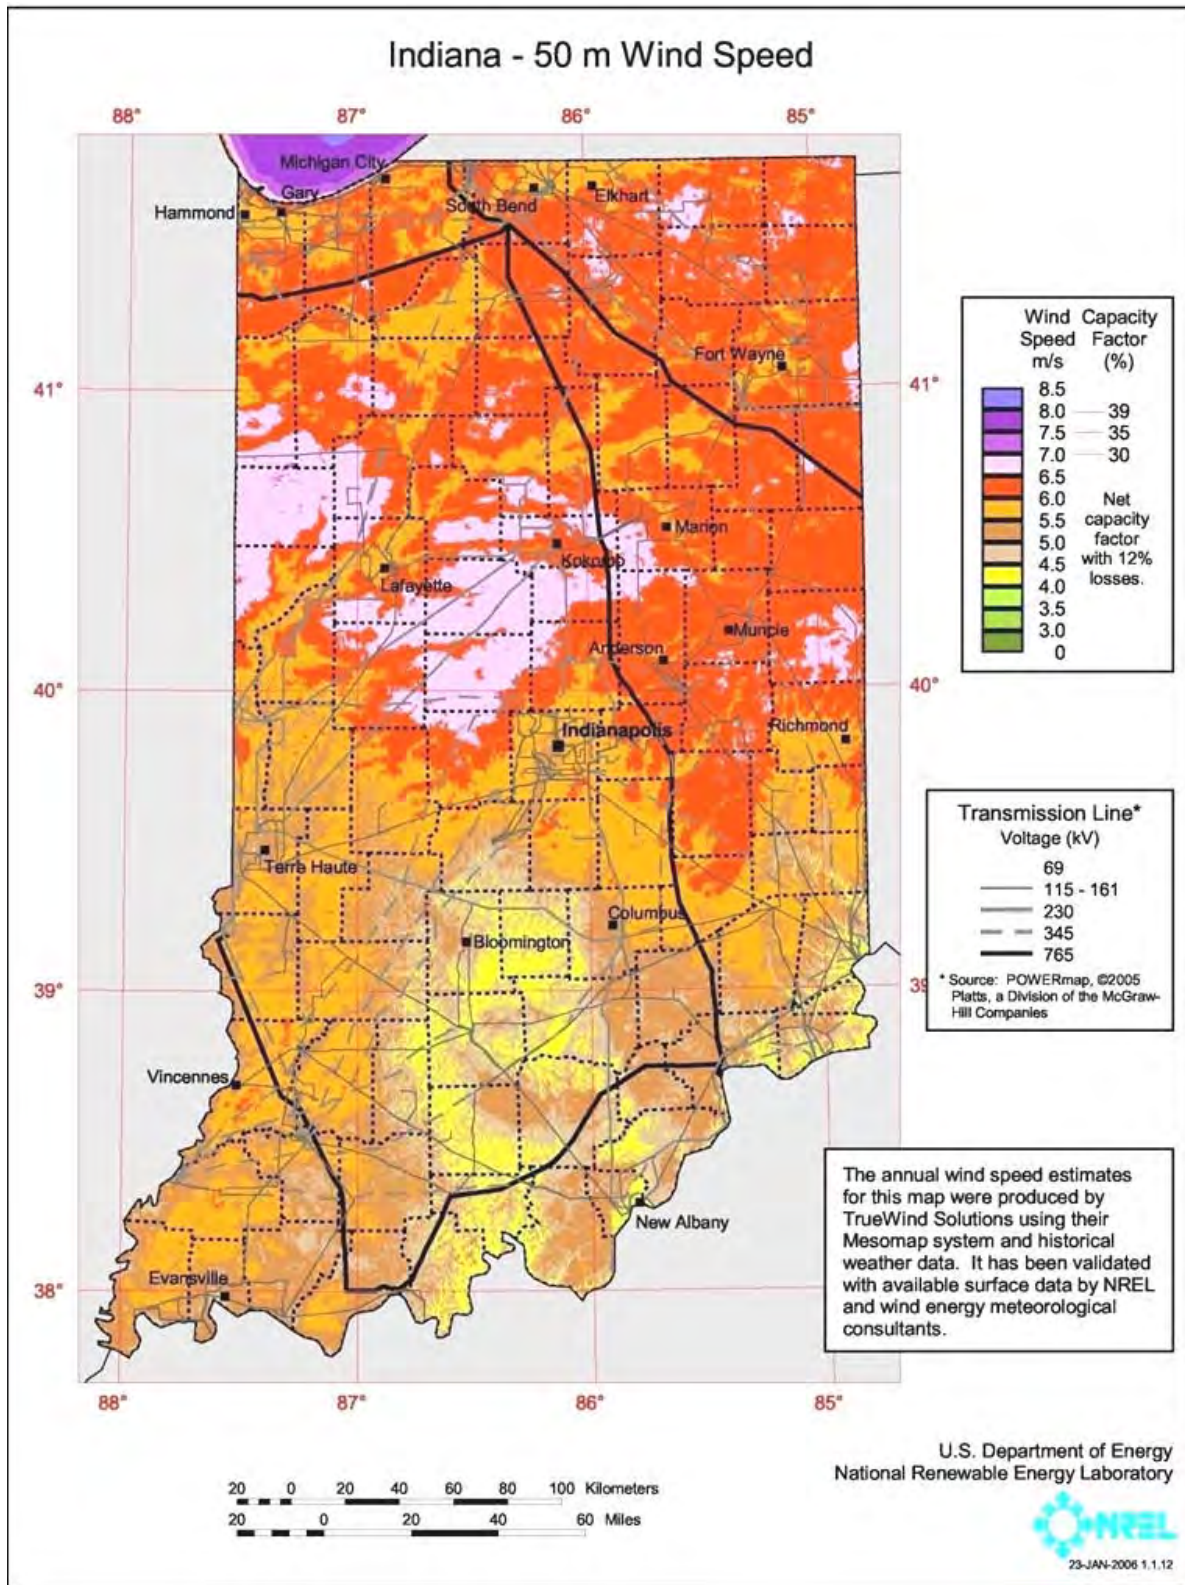 Indiana - 50 m Wind Speed
88°
87°
86°
85°
Michigan City
Gary
Hammond
South Bend
Elkhart
Fort Wayne
41°
41°
Marion
Kokomo
Lafayette
Muncie
Anderson
40°
40°
Richmond
Indianapolis
Terre Haute
Columbus
Bloomington
39°
39
Vincennes
New Albany
Evansville
38°
88°
87°
86°
85°
Wind Capacity
Speed Factor
m/s (%)
8.5
8.0 39
7.5 35
7.0 30
6.5
6.0 Net
5.5 capacity
5.0 factor
4.5 with 12%
4.0 losses.
3.5
3.0
0
Transmission Line*
Voltage (kV)
69
115 - 161
230
345
765
* Source: POWERmap, ©2005
Platts, a Division of the McGraw-
Hill Companies
The annual wind speed estimates
for this map were produced by
TrueWind Solutions using their
Mesomap system and historical
weather data. It has been validated
with available surface data by NREL
and wind energy meteorological
consultants.
U.S. Department of Energy
National Renewable Energy Laboratory
20 0 20 40 60 80 100 Kilometers
20 0 20 40 60 Miles
NREL
23-JAN-2006 1.1.12